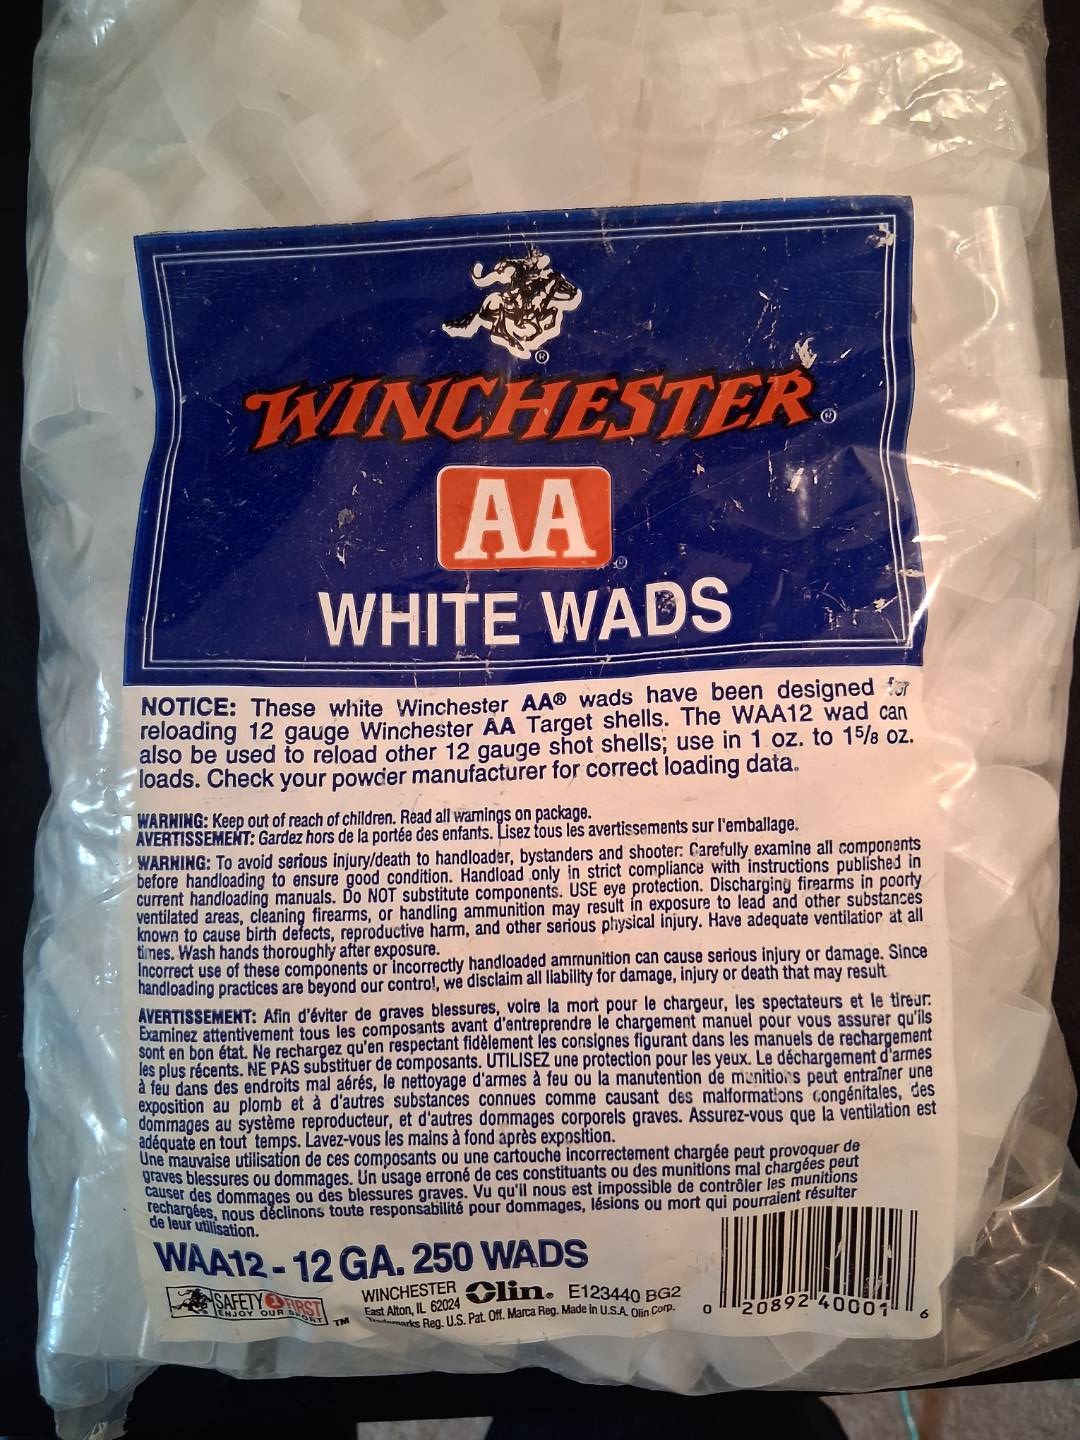 WINCHESTER®
AA®
WHITE WADS
NOTICE: These white Winchester AA® wads have been designed for
reloading 12 gauge Winchester AA Target shells. The WAA12 wad can
also be used to reload other 12 gauge shot shells; use in 1 oz. to 1 5/8 oz.
loads. Check your powder manufacturer for correct loading data.
WARNING: Keep out of reach of children. Read all warnings on package.
AVERTISSEMENT: Gardez hors de la portée des enfants. Lisez tous les avertissements sur l'emballage.
WARNING: To avoid serious injury/death to handloader, bystanders and shooter: Carefully examine all components
before handloading to ensure good condition. Handload only in strict compliance with instructions published in
current handloading manuals. Do NOT substitute components. USE eye protection. Discharging firearms in poorly
ventilated areas, cleaning firearms, or handling ammunition may result in exposure to lead and other substances
known to cause birth defects, reproductive harm, and other serious physical injury. Have adequate ventilation at all
times. Wash hands thoroughly after exposure.
Incorrect use of these components or incorrectly handloaded ammunition can cause serious injury or damage. Since
handloading practices are beyond our control, we disclaim all liability for damage, injury or death that may result
AVERTISSEMENT: Afin d'éviter de graves blessures, voire la mort pour le chargeur, les spectateurs et le tireur:
Examinez attentivement tous les composants avant d'entreprendre le chargement manuel pour vous assurer qu'ils
sont en bon état. Ne rechargez qu'en respectant fidèlement les consignes figurant dans les manuels de rechargement
les plus récents. NE PAS substituer de composants. UTILISEZ une protection pour les yeux. Le déchargement d'armes
à feu dans des endroits mal aérés, le nettoyage d'armes à feu ou la manutention de munitions peut entraîner une
exposition au plomb et à d'autres substances connues comme causant des malformations congénitales, des
dommages au système reproducteur, et d'autres dommages corporels graves. Assurez-vous que la ventilation est
adéquate en tout temps. Lavez-vous les mains à fond après exposition.
Une mauvaise utilisation de ces composants ou une cartouche incorrectement chargée peut provoquer de
graves blessures ou dommages. Un usage erroné de ces constituants ou des munitions mal chargées peut
causer des dommages ou des blessures graves. Vu qu'il nous est impossible de contrôler les munitions
rechargées, nous déclinons toute responsabilité pour dommages, lésions ou mort qui pourraient résulter
de leur utilisation.
WAA12 - 12 GA. 250 WADS
SAFETY FIRST
ENJOY OUR SPORT TM
WINCHESTER Olin® E123440 BG2
East Alton, IL 62024
Trademarks Reg. U.S. Pat. Off. Marca Reg. Made in U.S.A. Olin Corp.
0 20892 40001 6